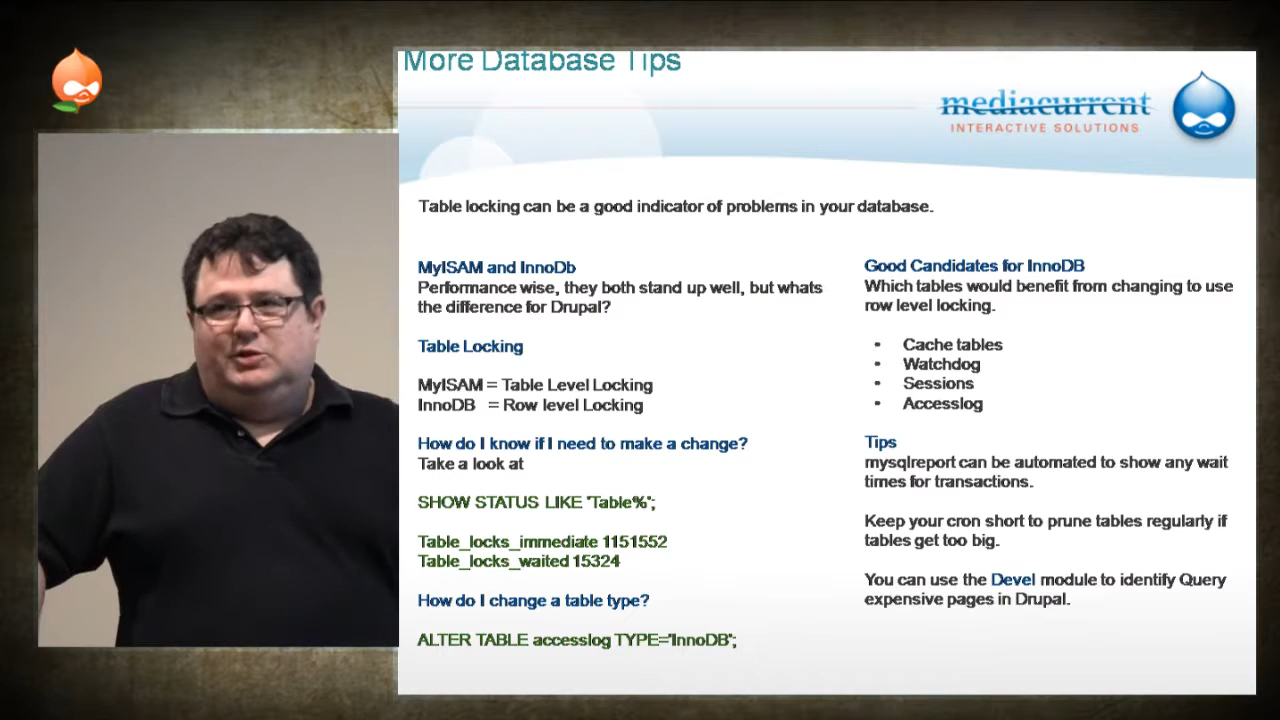 More Database Tips
mediacurrent
INTERACTIVE SOLUTIONS
Table locking can be a good indicator of problems in your database.
MyISAM and InnoDb
Performance wise, they both stand up well, but whats
the difference for Drupal?
Table Locking
MyISAM = Table Level Locking
InnoDB = Row level Locking
How do I know if I need to make a change?
Take a look at
SHOW STATUS LIKE 'Table%';
Table_locks_immediate 1151552
Table_locks_waited 15324
How do I change a table type?
ALTER TABLE accesslog TYPE='InnoDB';
Good Candidates for InnoDB
Which tables would benefit from changing to use
row level locking.
• Cache tables
• Watchdog
• Sessions
• Accesslog
Tips
mysqlreport can be automated to show any wait
times for transactions.
Keep your cron short to prune tables regularly if
tables get too big.
You can use the Devel module to identify Query
expensive pages in Drupal.